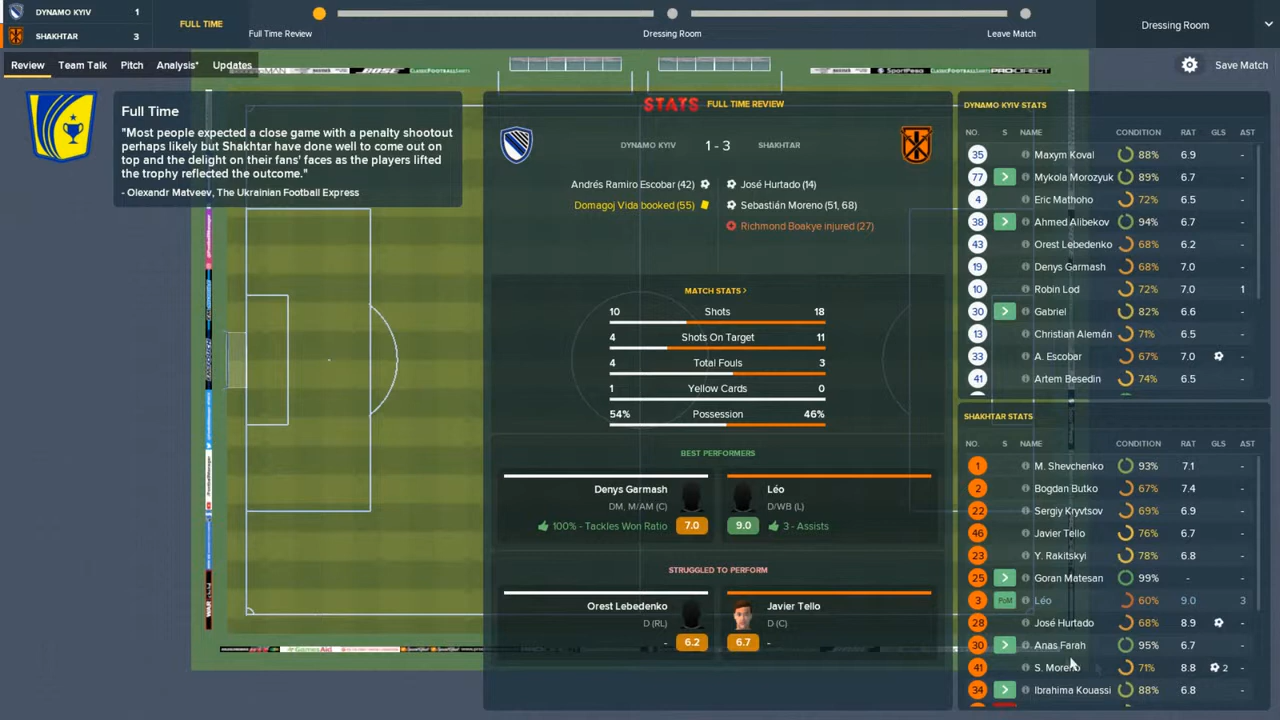 DYNAMO KYIV 1
SHAKHTAR 3
FULL TIME
Full Time Review
Dressing Room
Leave Match
Dressing Room
Review Team Talk Pitch Analysis* Updates
Save Match
Full Time
"Most people expected a close game with a penalty shootout
perhaps likely but Shakhtar have done well to come out on
top and the delight on their fans' faces as the players lifted
the trophy reflected the outcome."
- Olexandr Matveev, The Ukrainian Football Express
STATS FULL TIME REVIEW
DYNAMO KYIV 1 - 3 SHAKHTAR
Andrés Ramiro Escobar (42) José Hurtado (14)
Domagoj Vida booked (55) Sebastián Moreno (51, 68)
Richmond Boakye injured (27)
MATCH STATS >
10 Shots 18
4 Shots On Target 11
4 Total Fouls 3
1 Yellow Cards 0
54% Possession 46%
BEST PERFORMERS
Denys Garmash Léo
DM, M/AM (C) D/WB (L)
100% - Tackles Won Ratio 7.0 9.0 3 - Assists
STRUGGLED TO PERFORM
Orest Lebedenko Javier Tello
D (RL) D (C)
- 6.2 6.7 -
DYNAMO KYIV STATS
NO. S NAME CONDITION RAT GLS AST
35 Maxym Koval 88% 6.9 -
77 Mykola Morozyuk 89% 6.7 -
4 Eric Mathoho 72% 6.5 -
38 Ahmed Alibekov 94% 6.7 -
43 Orest Lebedenko 68% 6.2 -
19 Denys Garmash 68% 7.0 -
10 Robin Lod 72% 7.0 1
30 Gabriel 82% 6.6 -
13 Christian Alemán 71% 6.5 -
33 A. Escobar 67% 7.0 -
41 Artem Besedin 74% 6.5 -
SHAKHTAR STATS
NO. S NAME CONDITION RAT GLS AST
1 M. Shevchenko 93% 7.1 -
2 Bogdan Butko 67% 7.4 -
22 Sergiy Kryvtsov 69% 6.9 -
46 Javier Tello 76% 6.7 -
23 Y. Rakitskyi 78% 6.8 -
25 Goran Matesan 99% - -
3 PoM Léo 60% 9.0 3
28 José Hurtado 68% 8.9 -
30 Anas Farah 95% 6.7 -
41 S. Moreno 71% 8.8 2 -
34 Ibrahima Kouassi 88% 6.8 -
BOSE
SportPesa
PRO:DIRECT
GamesAid